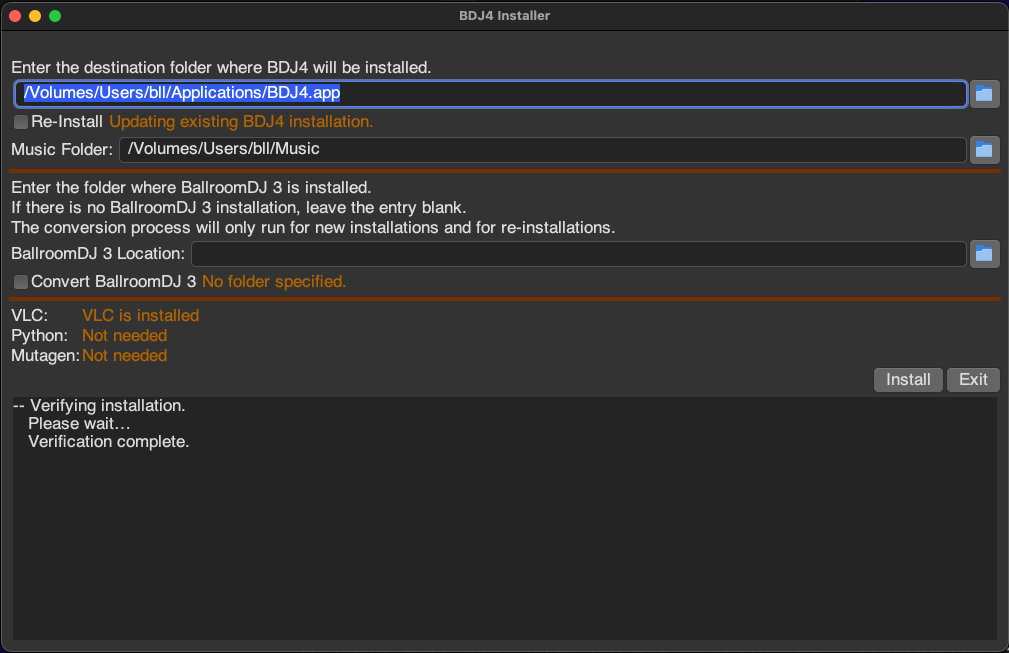 BDJ4 Installer
Enter the destination folder where BDJ4 will be installed.
/Volumes/Users/bll/Applications/BDJ4.app
Re-Install Updating existing BDJ4 installation.
Music Folder: /Volumes/Users/bll/Music
Enter the folder where BallroomDJ 3 is installed.
If there is no BallroomDJ 3 installation, leave the entry blank.
The conversion process will only run for new installations and for re-installations.
BallroomDJ 3 Location:
Convert BallroomDJ 3 No folder specified.
VLC: VLC is installed
Python: Not needed
Mutagen: Not needed
Install Exit
-- Verifying installation.
Please wait…
Verification complete.